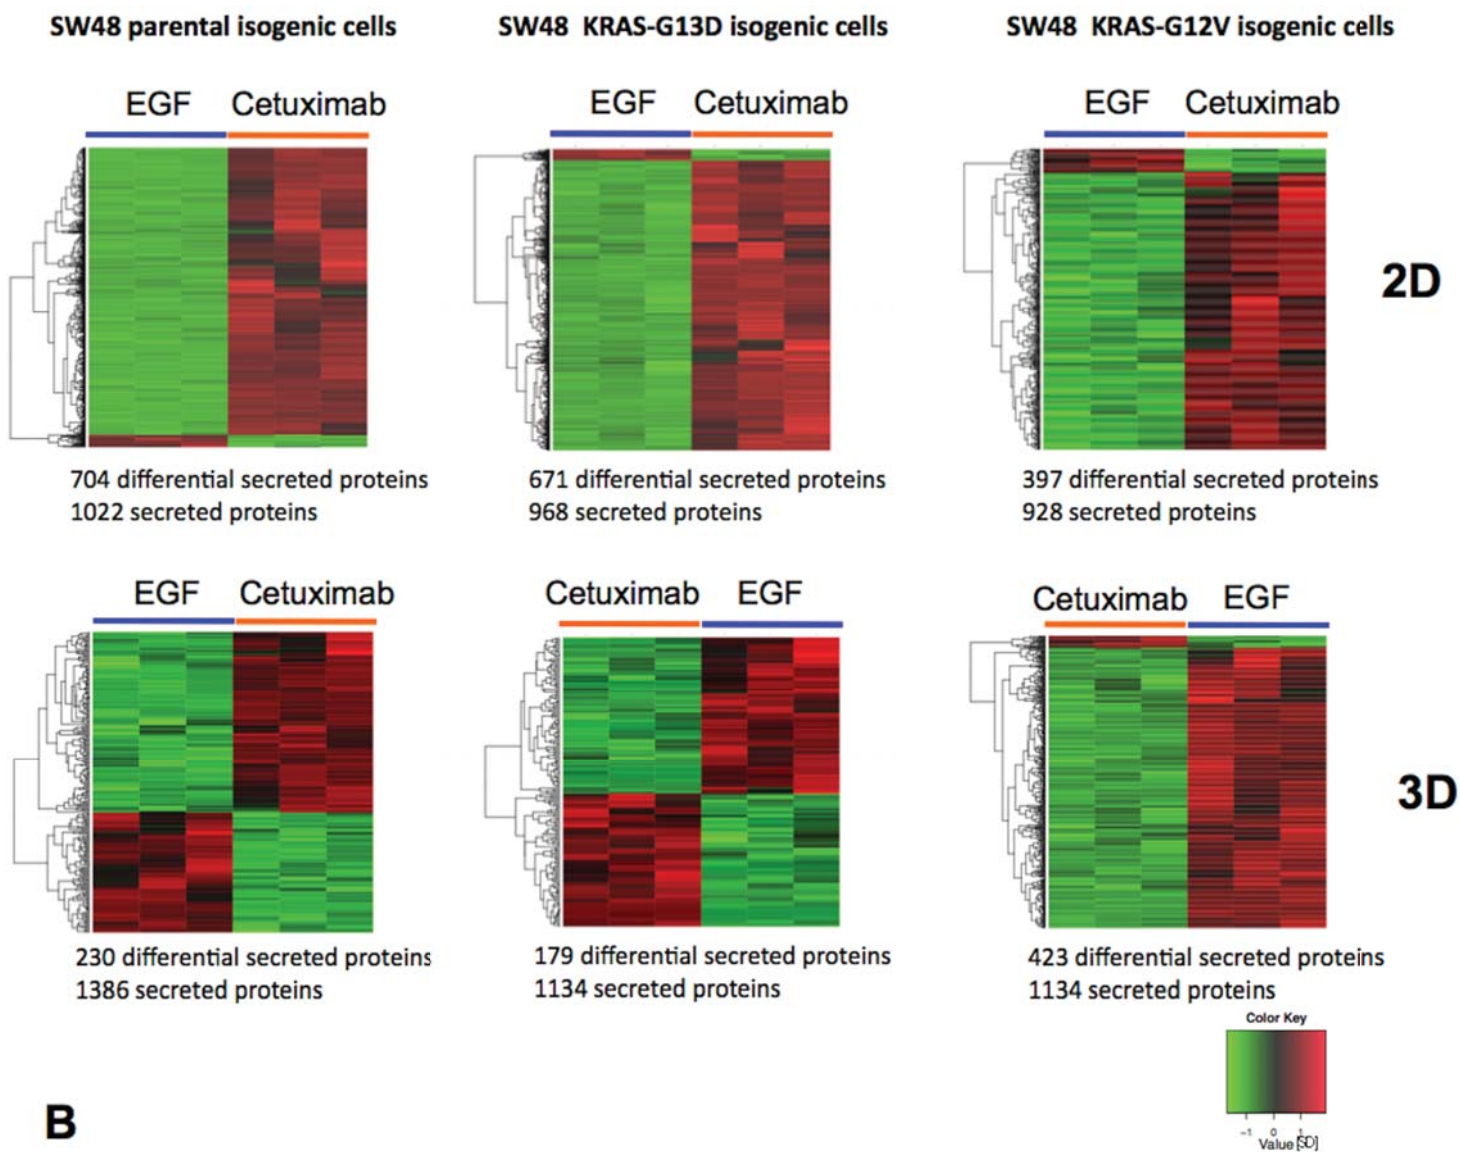 SW48 parental isogenic cells
SW48 KRAS-G13D isogenic cells
SW48 KRAS-G12V isogenic cells
EGF Cetuximab
EGF Cetuximab
EGF Cetuximab
2D
704 differential secreted proteins
1022 secreted proteins
671 differential secreted proteins
968 secreted proteins
397 differential secreted proteins
928 secreted proteins
EGF Cetuximab
Cetuximab EGF
Cetuximab EGF
3D
230 differential secreted proteins
1386 secreted proteins
179 differential secreted proteins
1134 secreted proteins
423 differential secreted proteins
1134 secreted proteins
Color Key
-1 0 1
Value [SD]
B